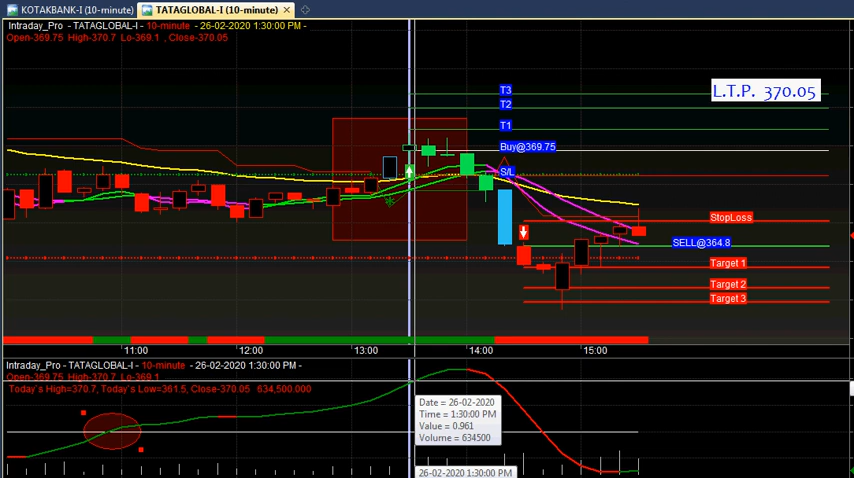 KOTAKBANK-I (10-minute) TATAGLOBAL-I (10-minute)
Intraday_Pro - TATAGLOBAL-I - 10-minute - 26-02-2020 1:30:00 PM -
Open-369.75 High-370.7 Lo-369.1 , Close-370.05
L.T.P. 370.05
T3
T2
T1
Buy@369.75
S/L
StopLoss
SELL@364.8
Target 1
Target 2
Target 3
11:00 12:00 13:00 14:00 15:00
Intraday_Pro - TATAGLOBAL-I - 10-minute - 26-02-2020 1:30:00 PM -
Open-369.75 High-370.7 Lo-369.1
Today`s High=370.7, Today`s Low=361.5, Close-370.05 634,500.000
Date = 26-02-2020
Time = 1:30:00 PM
Value = 0.961
Volume = 634500
26-02-2020 1:30:00 PM